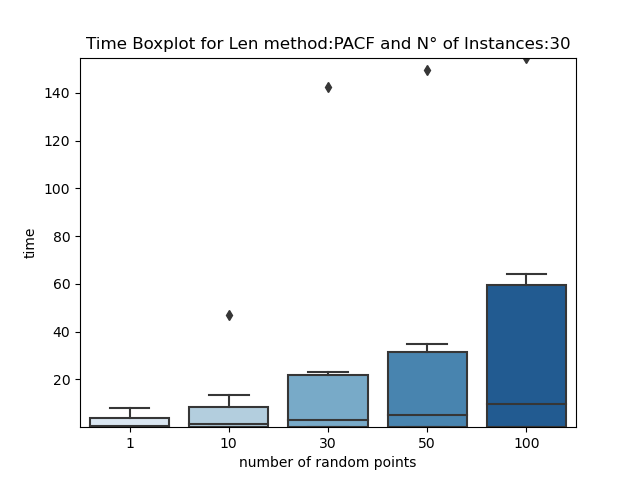 Time Boxplot for Len method:PACF and N° of Instances:30
140
120
100
80
60
40
20
time
1 10 30 50 100
number of random points